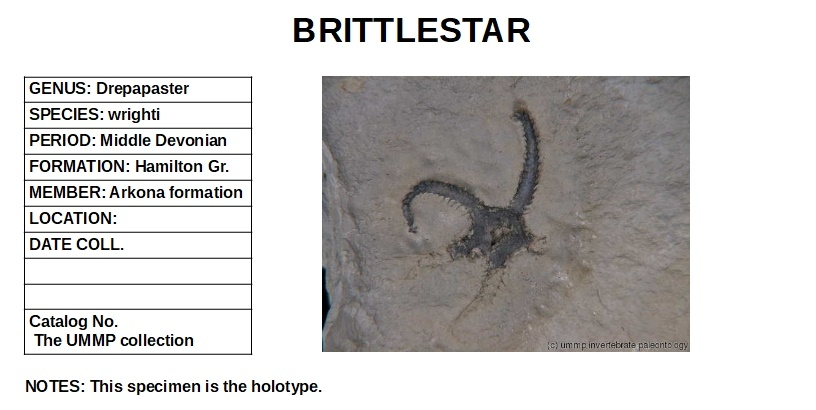 BRITTLESTAR
GENUS: Drepapaster
SPECIES: wrighti
PERIOD: Middle Devonian
FORMATION: Hamilton Gr.
MEMBER: Arkona formation
LOCATION:
DATE COLL.
Catalog No.
The UMMP collection
(c) ummp invertebrate paleontology
NOTES: This specimen is the holotype.